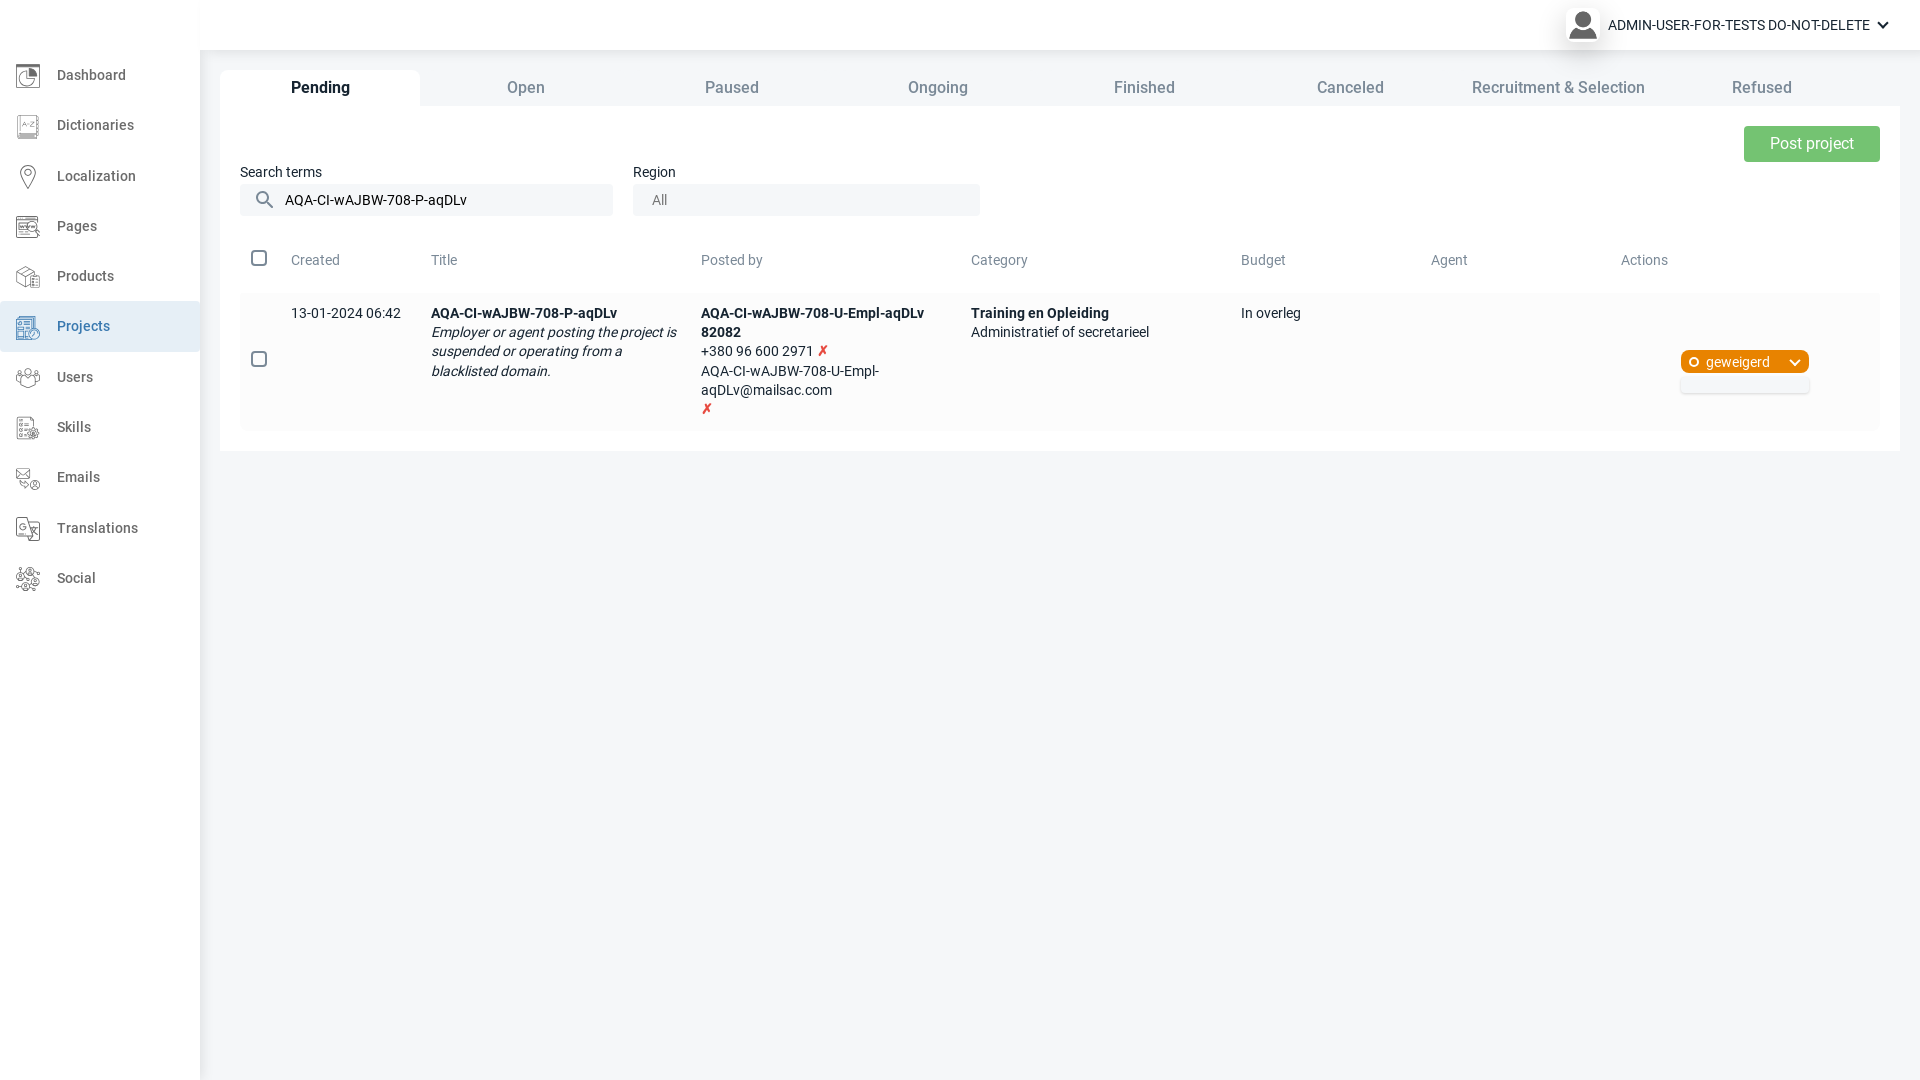 ADMIN-USER-FOR-TESTS DO-NOT-DELETE
Dashboard
Dictionaries
Localization
Pages
Products
Projects
Users
Skills
Emails
Translations
Social
Pending
Open
Paused
Ongoing
Finished
Canceled
Recruitment & Selection
Refused
Post project
Search terms
AQA-CI-wAJBW-708-P-aqDLv
Region
All
Created
Title
Posted by
Category
Budget
Agent
Actions
13-01-2024 06:42
AQA-CI-wAJBW-708-P-aqDLv
Employer or agent posting the project is
suspended or operating from a
blacklisted domain.
AQA-CI-wAJBW-708-U-Empl-aqDLv
82082
+380 96 600 2971 ✗
AQA-CI-wAJBW-708-U-Empl-
aqDLv@mailsac.com
✗
Training en Opleiding
Administratief of secretarieel
In overleg
geweigerd